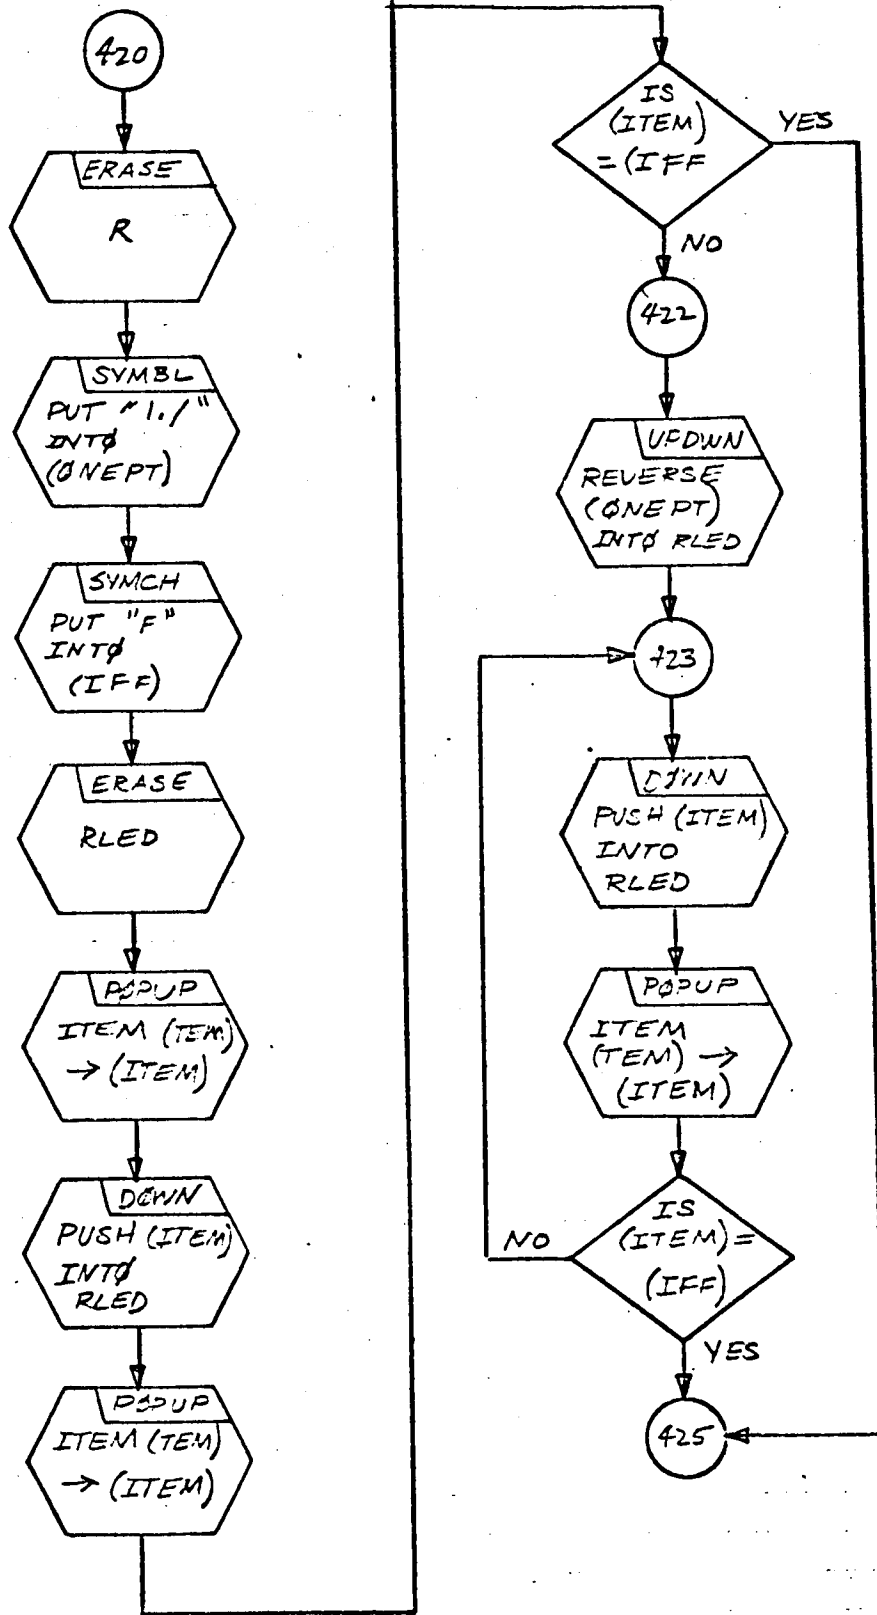 420
ERASE
R
SYMBL
PUT "1./"
INTØ
(ØNEPT)
SYMCH
PUT "F"
INTØ
(IFF)
ERASE
RLED
PØPUP
ITEM (TEM)
→ (ITEM)
DØWN
PUSH (ITEM)
INTØ
RLED
PØPUP
ITEM (TEM)
→ (ITEM)
IS
(ITEM)
= (IFF
YES
NO
422
UPDWN
REVERSE
(ØNEPT)
INTØ RLED
423
DØWN
PUSH (ITEM)
INTO
RLED
PØPUP
ITEM
(TEM) →
(ITEM)
IS
(ITEM) =
(IFF)
NO
YES
425